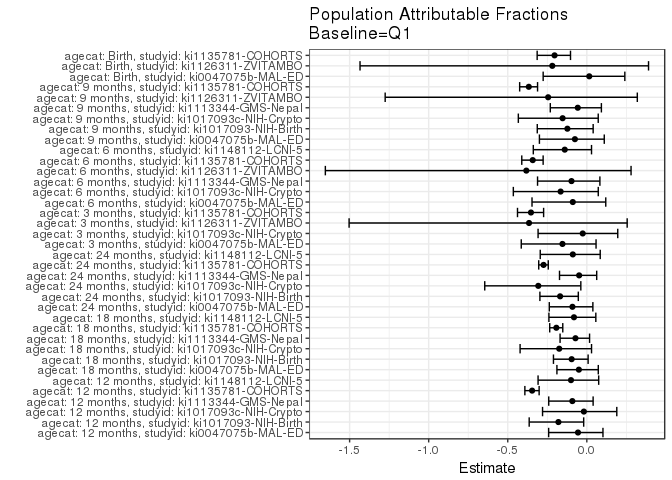 Population Attributable Fractions
Baseline=Q1
agecat: Birth, studyid: ki1135781-COHORTS
agecat: Birth, studyid: ki1126311-ZVITAMBO
agecat: Birth, studyid: ki0047075b-MAL-ED
agecat: 9 months, studyid: ki1135781-COHORTS
agecat: 9 months, studyid: ki1126311-ZVITAMBO
agecat: 9 months, studyid: ki1113344-GMS-Nepal
agecat: 9 months, studyid: ki1017093c-NIH-Crypto
agecat: 9 months, studyid: ki1017093-NIH-Birth
agecat: 9 months, studyid: ki0047075b-MAL-ED
agecat: 6 months, studyid: ki1148112-LCNI-5
agecat: 6 months, studyid: ki1135781-COHORTS
agecat: 6 months, studyid: ki1126311-ZVITAMBO
agecat: 6 months, studyid: ki1113344-GMS-Nepal
agecat: 6 months, studyid: ki1017093c-NIH-Crypto
agecat: 6 months, studyid: ki0047075b-MAL-ED
agecat: 3 months, studyid: ki1135781-COHORTS
agecat: 3 months, studyid: ki1126311-ZVITAMBO
agecat: 3 months, studyid: ki1017093c-NIH-Crypto
agecat: 3 months, studyid: ki0047075b-MAL-ED
agecat: 24 months, studyid: ki1148112-LCNI-5
agecat: 24 months, studyid: ki1135781-COHORTS
agecat: 24 months, studyid: ki1113344-GMS-Nepal
agecat: 24 months, studyid: ki1017093c-NIH-Crypto
agecat: 24 months, studyid: ki1017093-NIH-Birth
agecat: 24 months, studyid: ki0047075b-MAL-ED
agecat: 18 months, studyid: ki1148112-LCNI-5
agecat: 18 months, studyid: ki1135781-COHORTS
agecat: 18 months, studyid: ki1113344-GMS-Nepal
agecat: 18 months, studyid: ki1017093c-NIH-Crypto
agecat: 18 months, studyid: ki1017093-NIH-Birth
agecat: 18 months, studyid: ki0047075b-MAL-ED
agecat: 12 months, studyid: ki1148112-LCNI-5
agecat: 12 months, studyid: ki1135781-COHORTS
agecat: 12 months, studyid: ki1113344-GMS-Nepal
agecat: 12 months, studyid: ki1017093c-NIH-Crypto
agecat: 12 months, studyid: ki1017093-NIH-Birth
agecat: 12 months, studyid: ki0047075b-MAL-ED
-1.5 -1.0 -0.5 0.0
Estimate